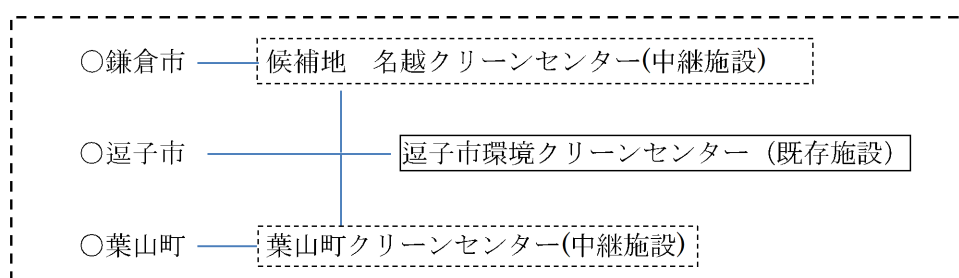 ○鎌倉市 候補地　名越クリーンセンター(中継施設)
○逗子市 逗子市環境クリーンセンター（既存施設）
○葉山町 葉山町クリーンセンター(中継施設)